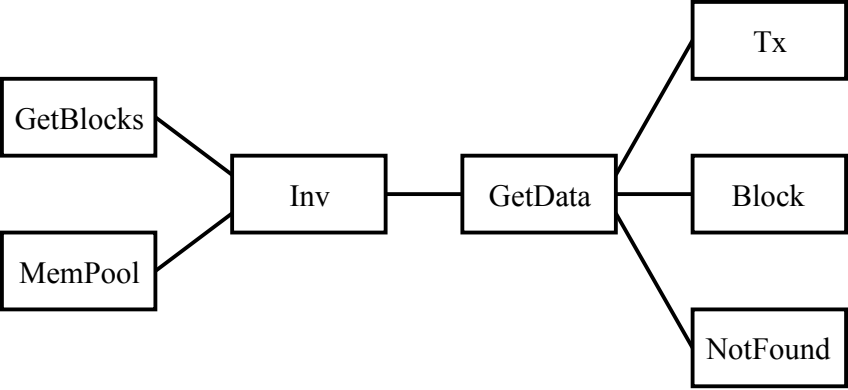 GetBlocks
MemPool
Inv
GetData
Tx
Block
NotFound